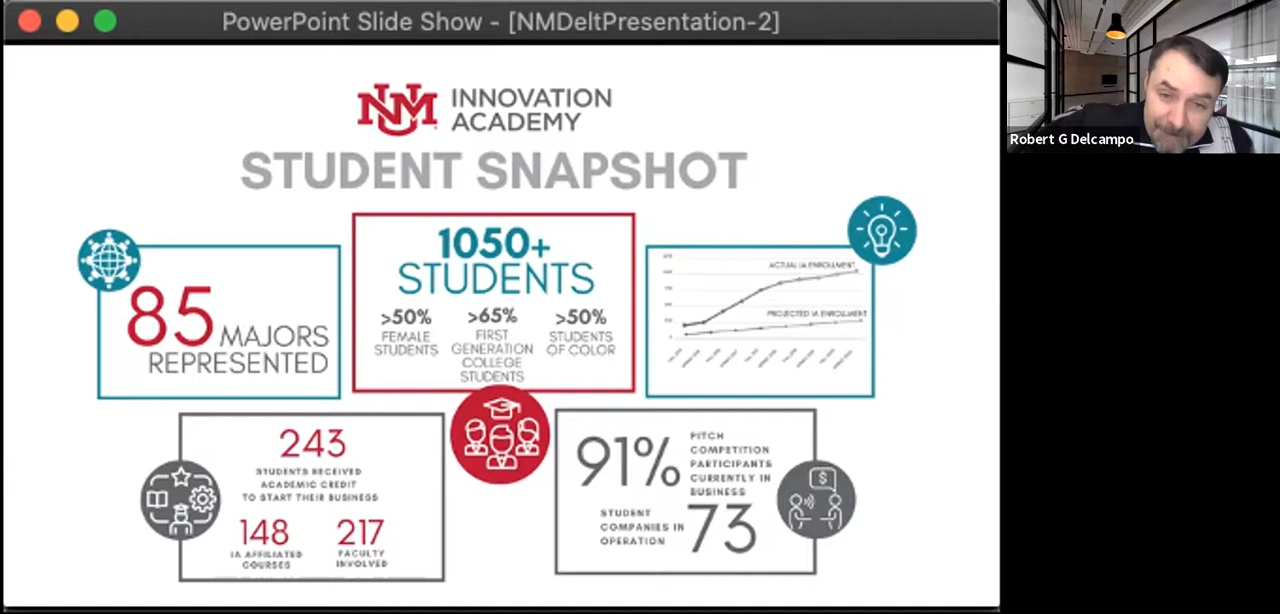 PowerPoint Slide Show - [NMDeltPresentation-2]
Robert G Delcampo
UNM
INNOVATION
ACADEMY
STUDENT SNAPSHOT
85 MAJORS
REPRESENTED
1050+
STUDENTS
>50%
FEMALE
STUDENTS
>65%
FIRST
GENERATION
COLLEGE
STUDENTS
>50%
STUDENTS
OF COLOR
ACTUAL IA ENROLLMENT
PROJECTED IA ENROLLMENT
243
STUDENTS RECEIVED
ACADEMIC CREDIT
TO START THEIR BUSINESS
148
IA AFFILIATED
COURSES
217
FACULTY
INVOLVED
91%
PITCH
COMPETITION
PARTICIPANTS
CURRENTLY IN
BUSINESS
STUDENT
COMPANIES IN
OPERATION
73
$